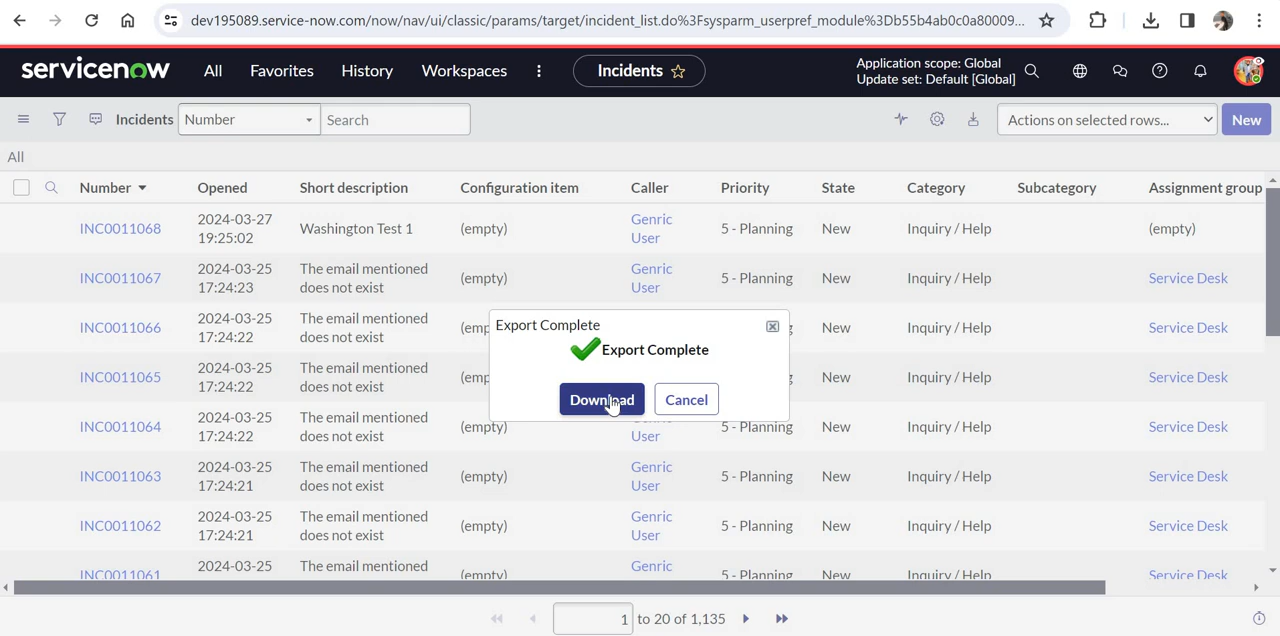 dev195089.service-now.com/now/nav/ui/classic/params/target/incident_list.do%3Fsysparm_userpref_module%3Db55b4ab0c0a80009...
servicenow All Favorites History Workspaces Incidents Application scope: Global
Update set: Default [Global]
Incidents Number Search Actions on selected rows... New
All
Number Opened Short description Configuration item Caller Priority State Category Subcategory Assignment group
INC0011068 2024-03-27 19:25:02 Washington Test 1 (empty) Genric User 5 - Planning New Inquiry / Help (empty)
INC0011067 2024-03-25 17:24:23 The email mentioned does not exist (empty) Genric User 5 - Planning New Inquiry / Help Service Desk
INC0011066 2024-03-25 17:24:22 The email mentioned does not exist New Inquiry / Help Service Desk
Export Complete
Export Complete
Download Cancel
INC0011065 2024-03-25 17:24:22 The email mentioned does not exist New Inquiry / Help Service Desk
INC0011064 2024-03-25 17:24:22 The email mentioned does not exist (empty) User 5 - Planning New Inquiry / Help Service Desk
INC0011063 2024-03-25 17:24:21 The email mentioned does not exist (empty) Genric User 5 - Planning New Inquiry / Help Service Desk
INC0011062 2024-03-25 17:24:21 The email mentioned does not exist (empty) Genric User 5 - Planning New Inquiry / Help Service Desk
INC0011061 2024-03-25 The email mentioned (empty) Genric 5 - Planning New Inquiry / Help Service Desk
1 to 20 of 1,135